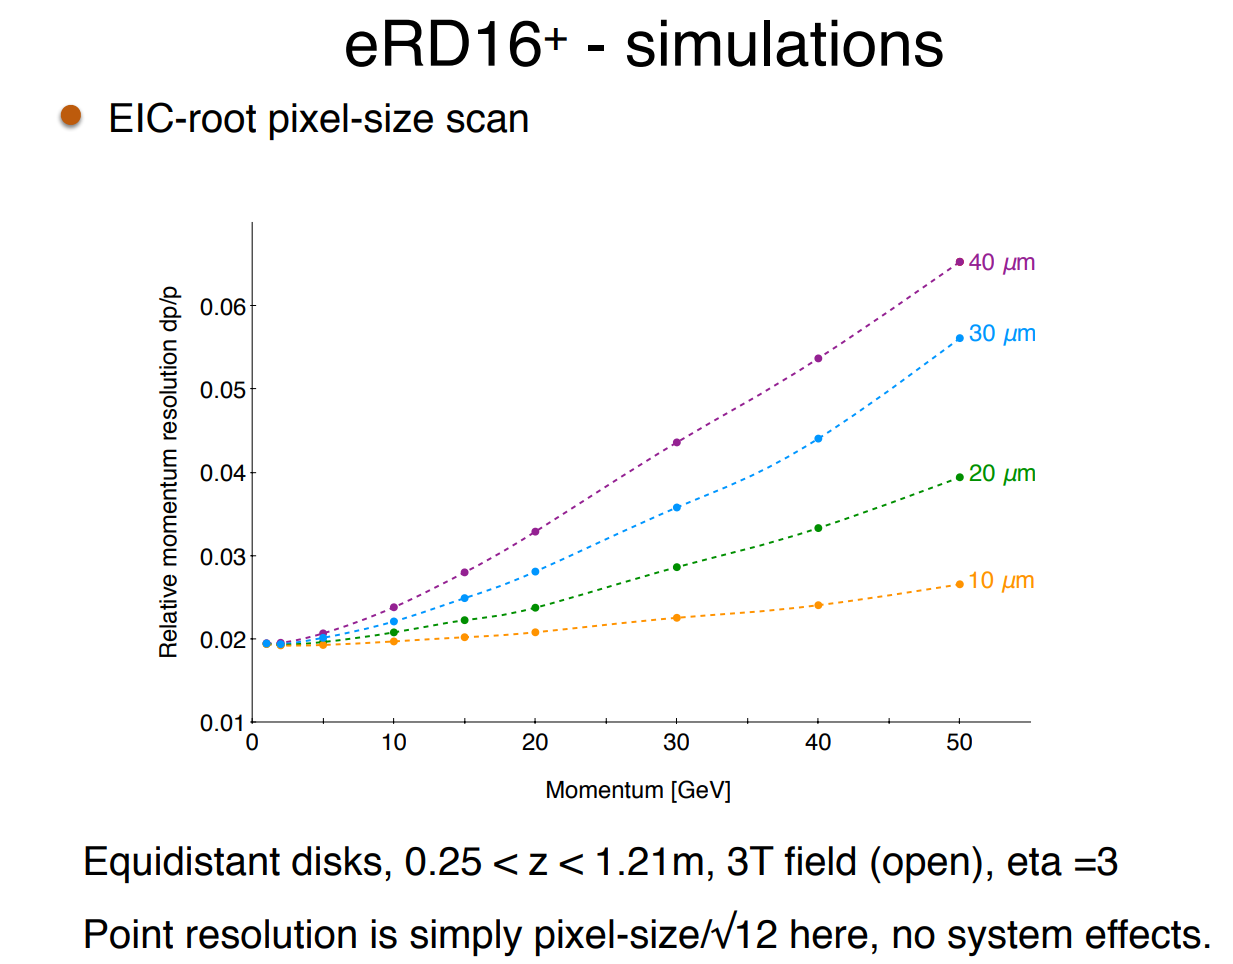 eRD16+ - simulations
EIC-root pixel-size scan
Relative momentum resolution dp/p
0.06
0.05
0.04
0.03
0.02
0.01
40 µm
30 µm
20 µm
10 µm
0 10 20 30 40 50
Momentum [GeV]
Equidistant disks, 0.25 < z < 1.21m, 3T field (open), eta =3
Point resolution is simply pixel-size/√12 here, no system effects.